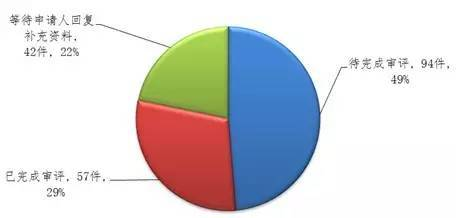 等待申请人回复
补充资料,
42件, 22%
待完成审评, 94件,
49%
已完成审评, 57件,
29%